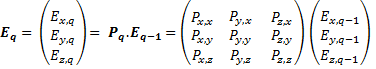 E_q = (E_{x,q} E_{y,q} E_{z,q}) = P_q.E_{q−1} = (P_{x,x} P_{y,x} P_{z,x} P_{x,y} P_{y,y} P_{z,y} P_{x,z} P_{y,z} P_{z,z}) (E_{x,q−1} E_{y,q−1} E_{z,q−1})